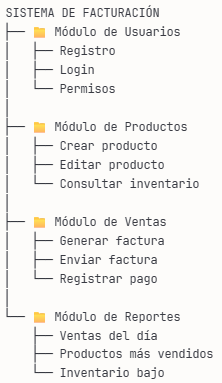 SISTEMA DE FACTURACIÓN
├── 📁 Módulo de Usuarios
│   ├── Registro
│   ├── Login
│   └── Permisos
│
├── 📁 Módulo de Productos
│   ├── Crear producto
│   ├── Editar producto
│   └── Consultar inventario
│
├── 📁 Módulo de Ventas
│   ├── Generar factura
│   ├── Enviar factura
│   └── Registrar pago
│
└── 📁 Módulo de Reportes
    ├── Ventas del día
    ├── Productos más vendidos
    └── Inventario bajo